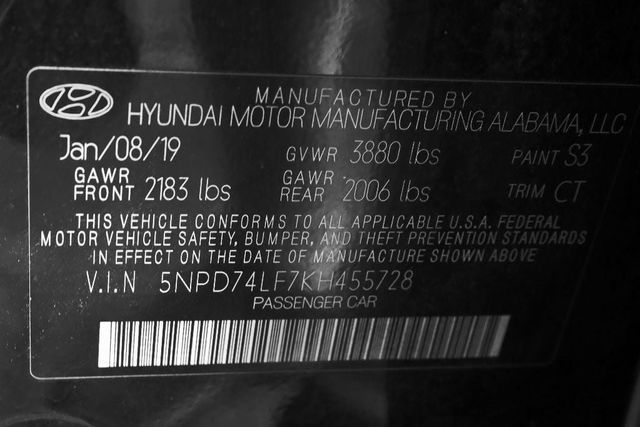 MANUFACTURED BY
HYUNDAI MOTOR MANUFACTURING ALABAMA, LLC
Jan/08/19 GVWR 3880 lbs PAINT S3
GAWR FRONT 2183 lbs GAWR REAR 2006 lbs TRIM CT
THIS VEHICLE CONFORMS TO ALL APPLICABLE U.S.A. FEDERAL
MOTOR VEHICLE SAFETY, BUMPER, AND THEFT PREVENTION STANDARDS
IN EFFECT ON THE DATE OF MANUFACTURE SHOWN ABOVE
V.I.N 5NPD74LF7KH455728
PASSENGER CAR